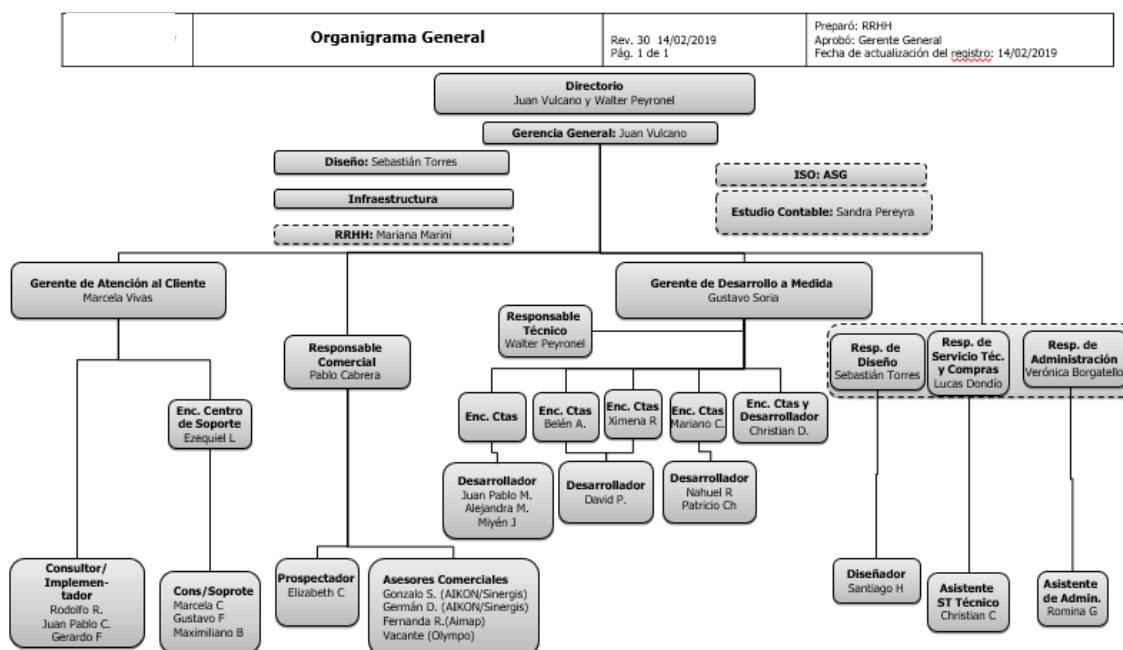 Organigrama General
Rev. 30 14/02/2019
Pág. 1 de 1
Preparó: RRHH
Aprobó: Gerente General
Fecha de actualización del registro: 14/02/2019
Directorio
Juan Vulcano y Walter Peyronel
Gerencia General: Juan Vulcano
Diseño: Sebastián Torres
Infraestructura
RRHH: Mariana Marini
ISO: ASG
Estudio Contable: Sandra Pereyra
Gerente de Atención al Cliente
Marcela Vivas
Gerente de Desarrollo a Medida
Gustavo Soria
Responsable
Técnico
Walter Peyronel
Responsable
Comercial
Pablo Cabrera
Resp. de
Diseño
Sebastián Torres
Resp. de
Servicio Téc.
y Compras
Lucas Dondío
Resp. de
Administración
Verónica Borgatello
Enc. Centro
de Soporte
Ezequiel L
Enc. Ctas
Enc. Ctas
Belén A.
Enc. Ctas
Ximena R
Enc. Ctas
Mariano C.
Enc. Ctas y
Desarrollador
Christian D.
Desarrollador
Juan Pablo M.
Alejandra M.
Miyén J
Desarrollador
David P.
Desarrollador
Nahuel R
Patricio Ch
Consultor/
Implemen-
tador
Rodolfo R.
Juan Pablo C.
Gerardo F
Cons/Soprote
Marcela C
Gustavo F
Maximiliano B
Prospectador
Elizabeth C
Asesores Comerciales
Gonzalo S. (AIKON/Sinergis)
Germán D. (AIKON/Sinergis)
Fernanda R.(Aimap)
Vacante (Olympo)
Diseñador
Santiago H
Asistente
ST Técnico
Christian C
Asistente
de Admin.
Romina G